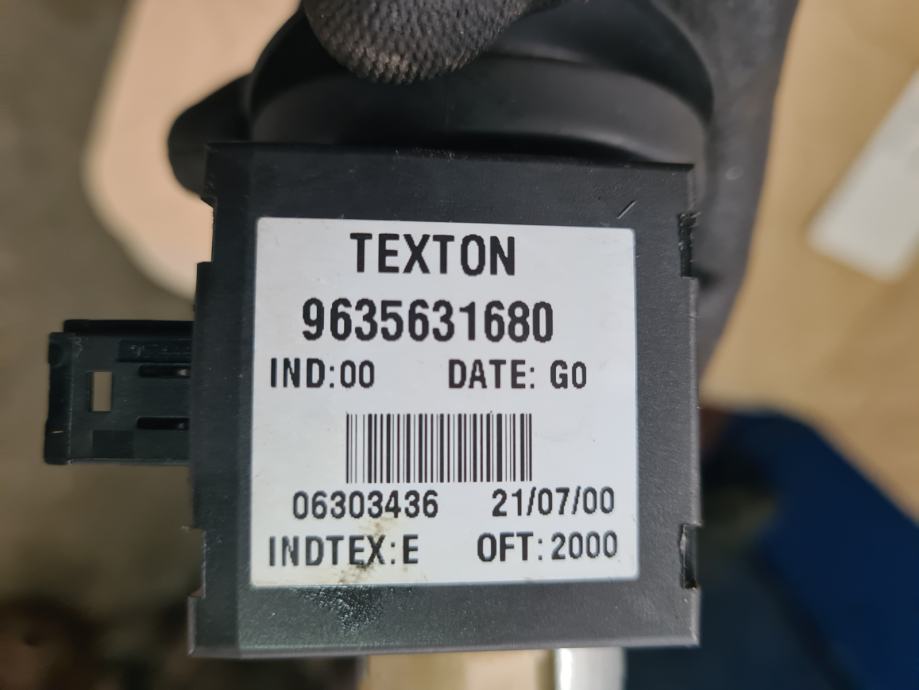 TEXTON
9635631680
IND:00 DATE: G0
06303436 21/07/00
INDTEX:E OFT:2000